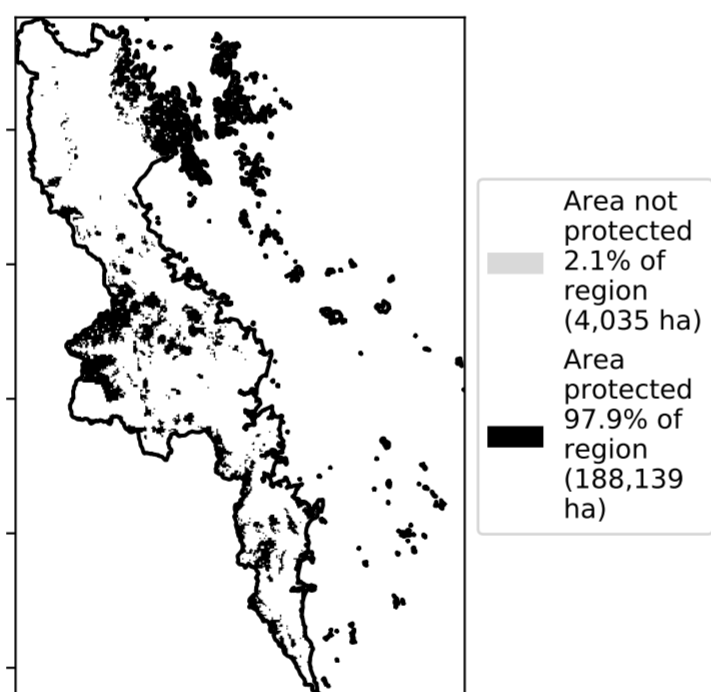 Area not
protected
2.1% of
region
(4,035 ha)
Area
protected
97.9% of
region
(188,139
ha)